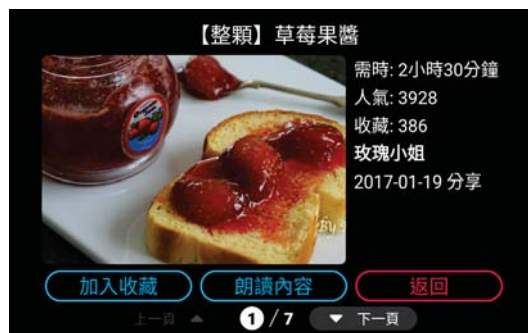 【整顆】草莓果醬
需時: 2小時30分鐘
人氣: 3928
收藏: 386
玫瑰小姐
2017-01-19 分享
By
加入收藏
朗讀內容
返回
上一頁 ▲
1 / 7
▼ 下一頁